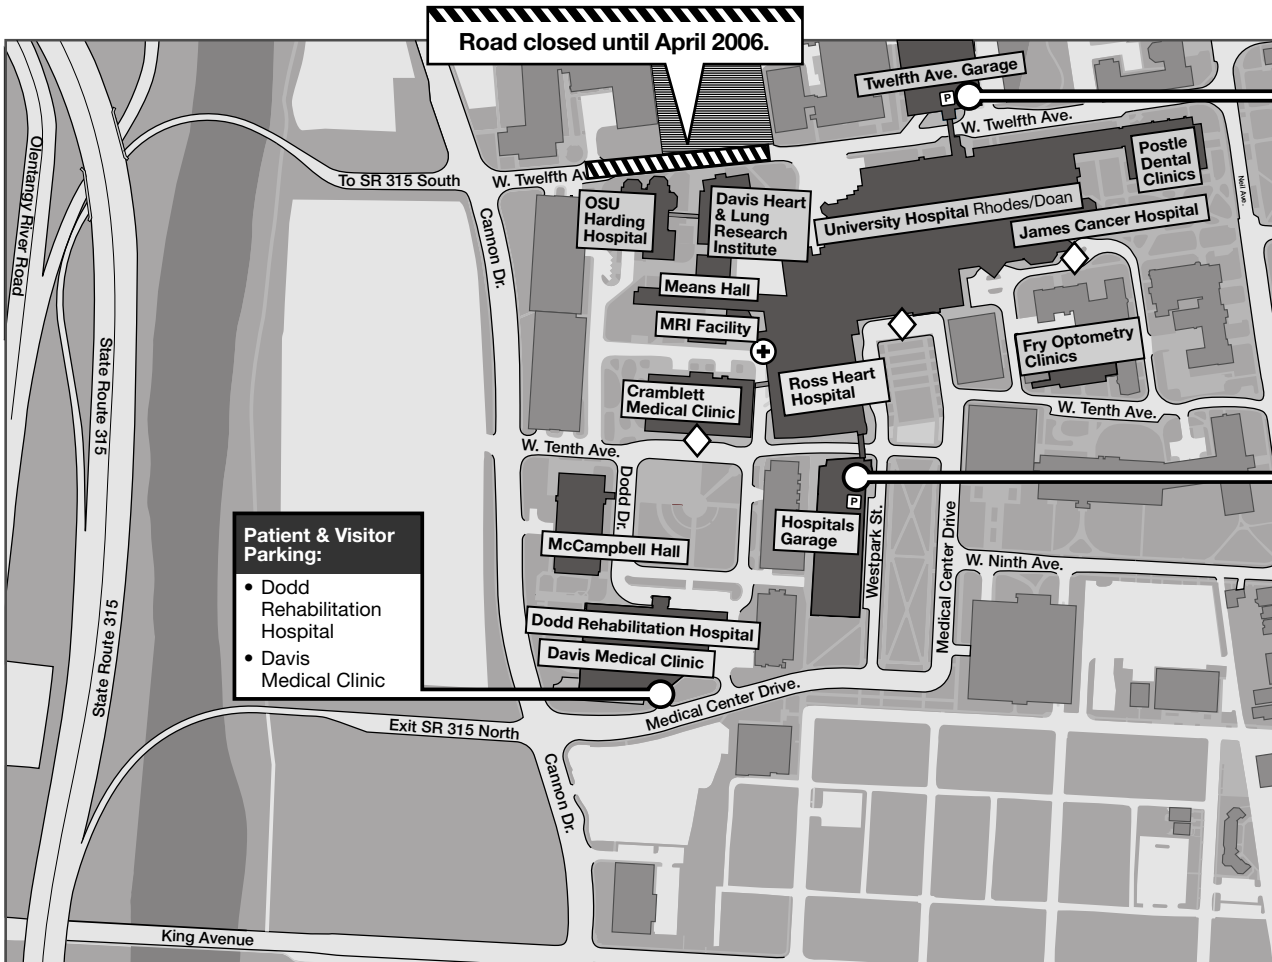 Road closed until April 2006.
Twelfth Ave. Garage
P
W. Twelfth Ave.
Postle
Dental
Clinics
Olentangy River Road
To SR 315 South
W. Twelfth Av
Neil Ave.
OSU
Harding
Hospital
Davis Heart
& Lung
Research
Institute
University Hospital Rhodes/Doan
James Cancer Hospital
Cannon Dr.
Means Hall
MRI Facility
State Route 315
Fry Optometry
Clinics
Ross Heart
Hospital
Cramblett
Medical Clinic
W. Tenth Ave.
W. Tenth Ave.
Dodd Dr.
P
Hospitals
Garage
Westpark St.
Medical Center Drive
Patient & Visitor
Parking:
• Dodd
Rehabilitation
Hospital
• Davis
Medical Clinic
McCampbell Hall
W. Ninth Ave.
State Route 315
Dodd Rehabilitation Hospital
Davis Medical Clinic
Medical Center Drive.
Exit SR 315 North
Cannon Dr.
King Avenue